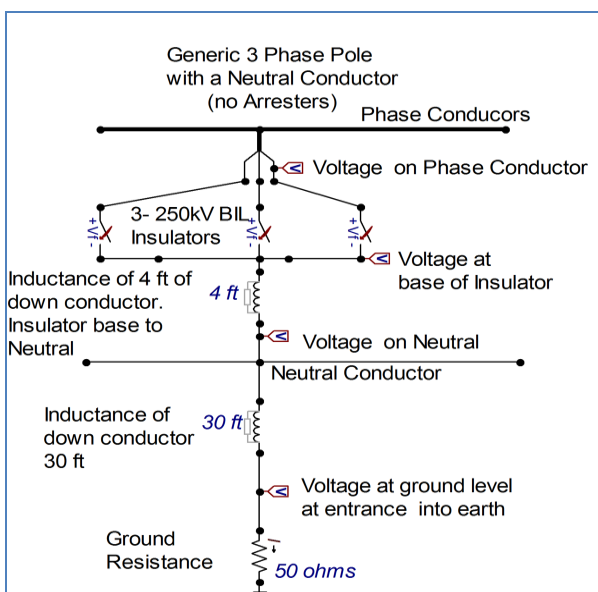 Generic 3 Phase Pole
with a Neutral Conductor
(no Arresters)
Phase Conducors
V
Voltage on Phase Conductor
3- 250kV BIL
Insulators
+Vf-
+Vf-
+Vf-
V
Voltage at
base of Insulator
Inductance of 4 ft of
down conductor.
Insulator base to
Neutral
4 ft
V
Voltage on Neutral
Neutral Conductor
Inductance of
down conductor
30 ft
30 ft
V
Voltage at ground level
at entrance into earth
Ground
Resistance
I
50 ohms